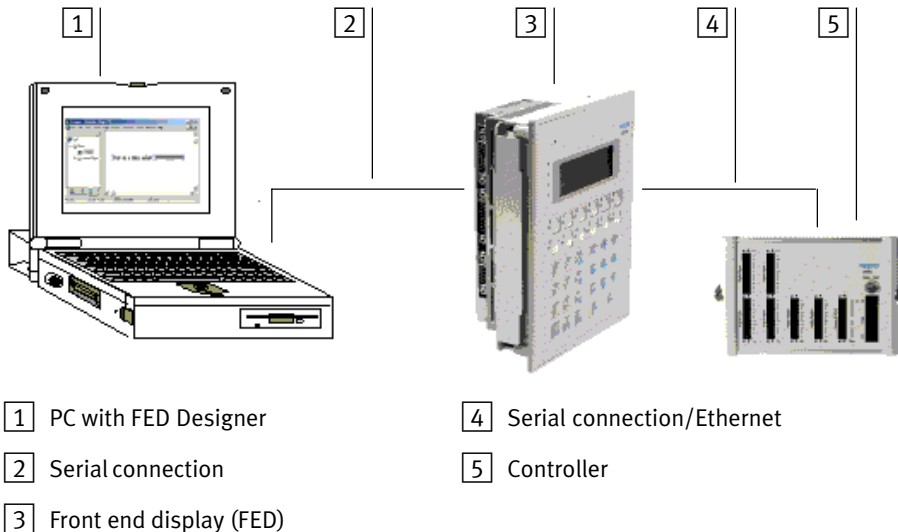 1
2
3
4
5
1 PC with FED Designer
2 Serial connection
3 Front end display (FED)
4 Serial connection/Ethernet
5 Controller